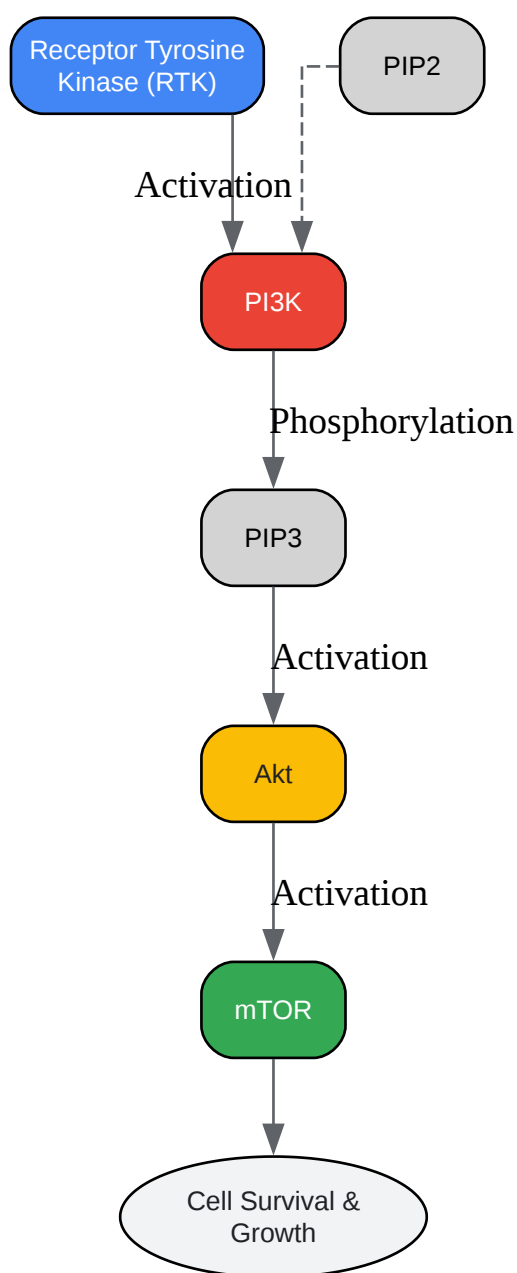 Receptor Tyrosine
Kinase (RTK)
PIP2
Activation
PI3K
Phosphorylation
PIP3
Activation
Akt
Activation
mTOR
Cell Survival &
Growth